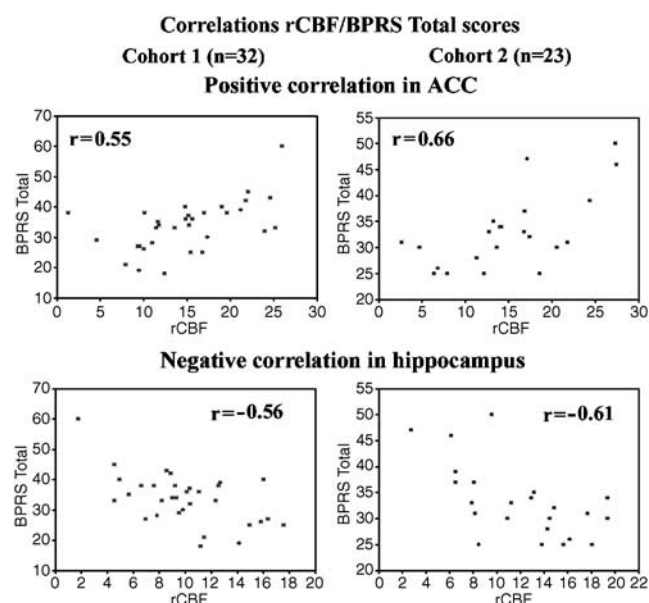 Correlations rCBF/BPRS Total scores
Cohort 1 (n=32) Cohort 2 (n=23)
Positive correlation in ACC
r=0.55
BPRS Total
70
60
50
40
30
20
10
0 5 10 15 20 25 30
rCBF
r=0.66
BPRS Total
55
50
45
40
35
30
25
20
0 5 10 15 20 25 30
rCBF
Negative correlation in hippocampus
r=-0.56
BPRS Total
70
60
50
40
30
20
10
0 2 4 6 8 10 12 14 16 18 20
rCBF
r=-0.61
BPRS Total
55
50
45
40
35
30
25
20
0 2 4 6 8 10 12 14 16 18 20 22
rCBF